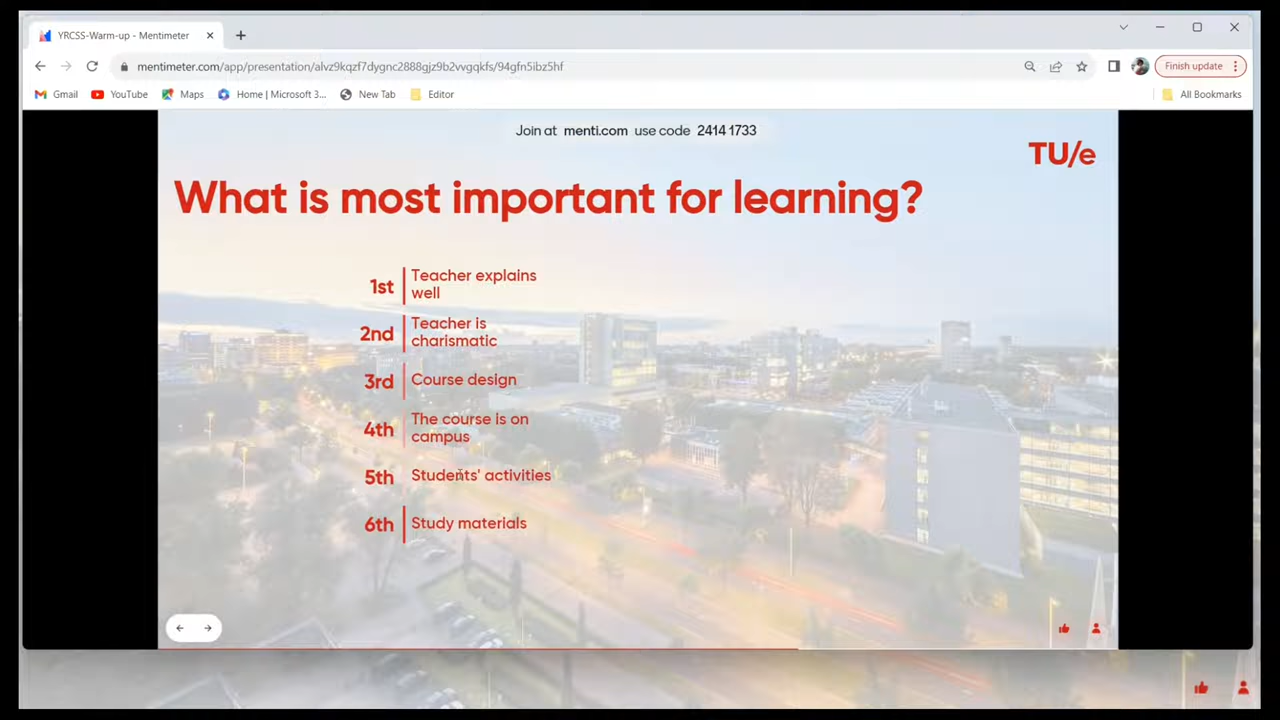 YRCSS-Warm-up - Mentimeter
mentimeter.com/app/presentation/alvz9kqzf7dygnc2888gjz9b2vvgqkfs/94gfn5ibz5hf
Finish update
Gmail YouTube Maps Home | Microsoft 3... New Tab Editor All Bookmarks
Join at menti.com use code 2414 1733
TU/e
What is most important for learning?
1st Teacher explains
well
2nd Teacher is
charismatic
3rd Course design
4th The course is on
campus
5th Students' activities
6th Study materials